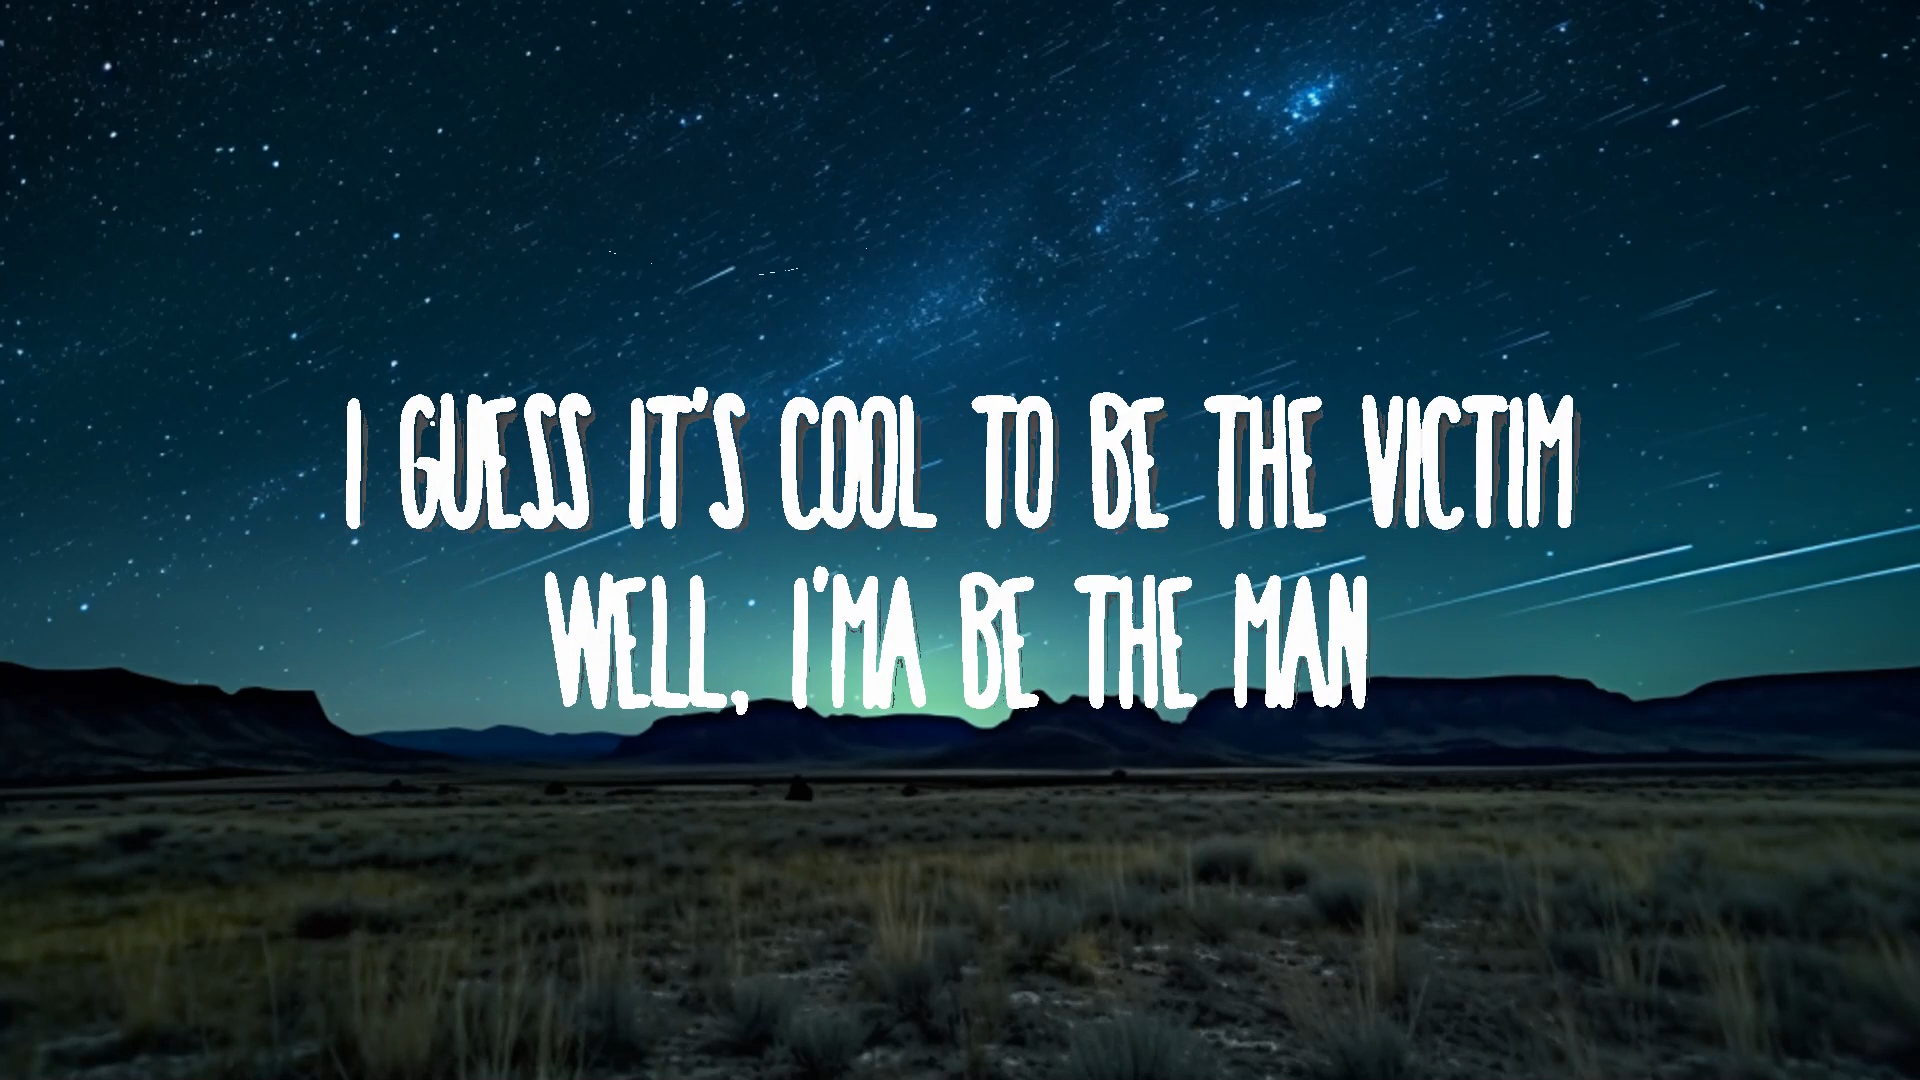 I GUESS IT'S COOL TO BE THE VICTIM
WELL, I'MA BE THE MAN